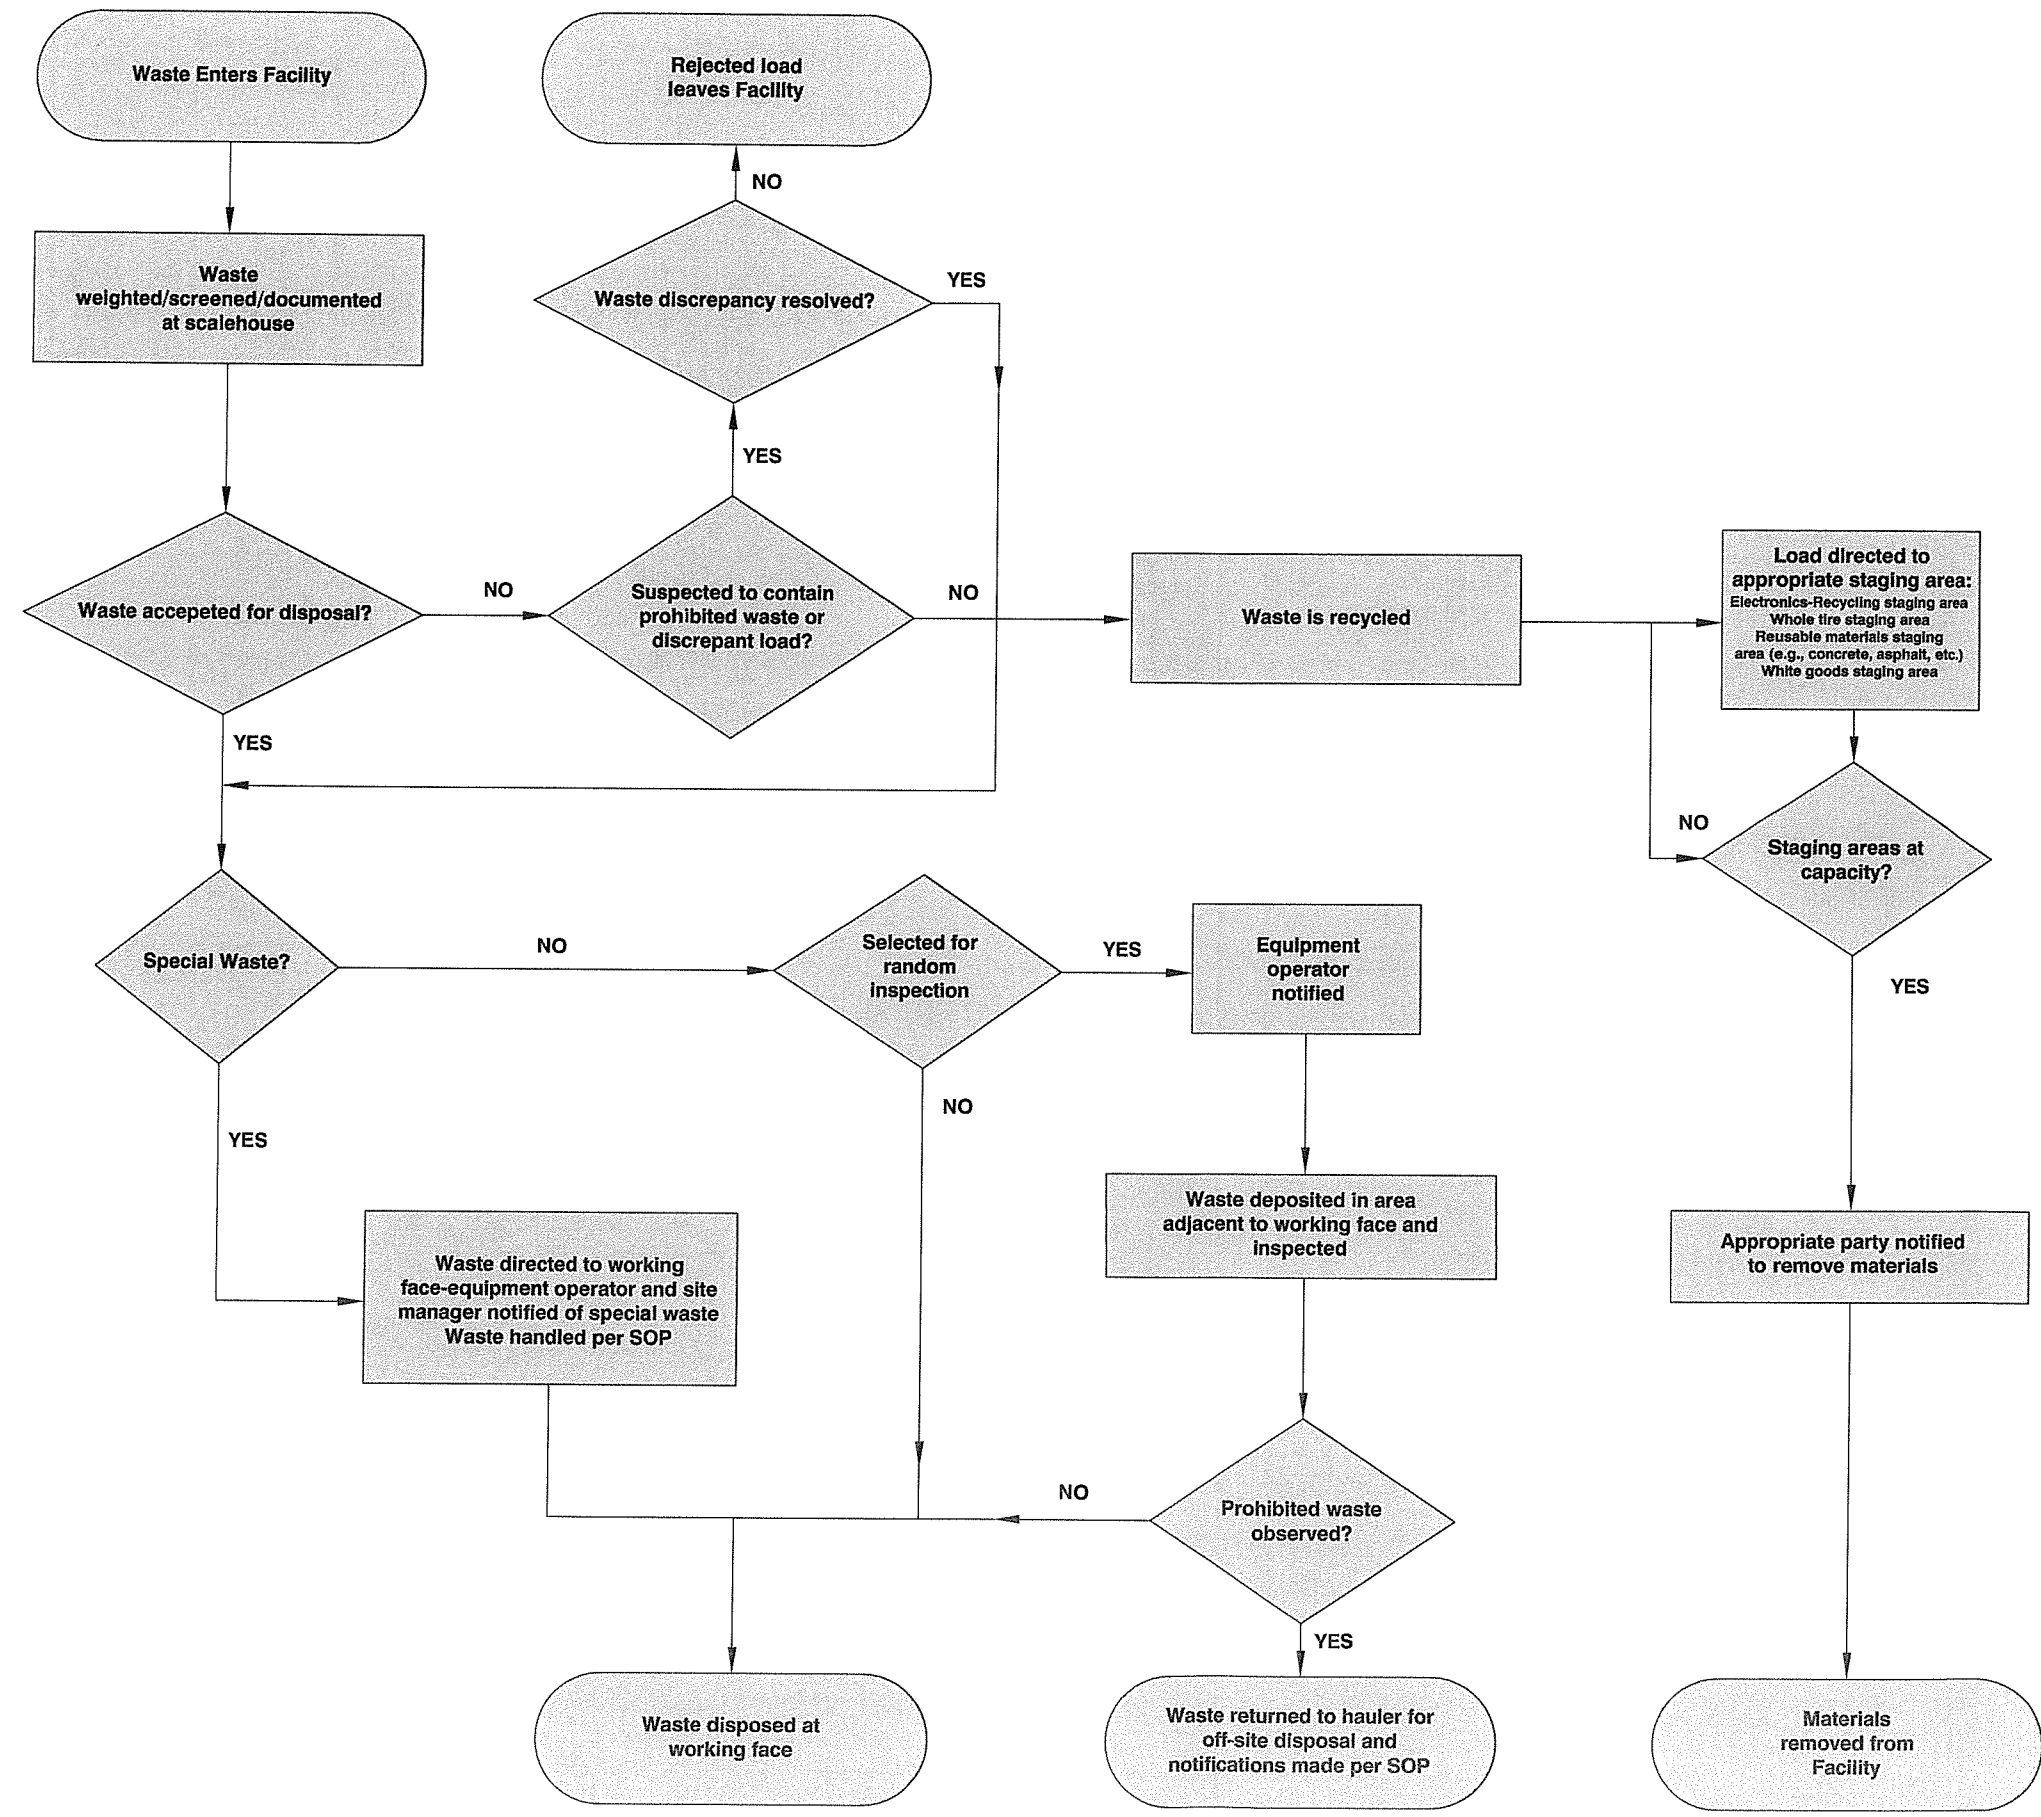 Waste Enters Facility
Rejected load
leaves Facility
NO
Waste
weighted/screened/documented
at scalehouse
Waste discrepancy resolved?
YES
YES
Waste accepeted for disposal?
NO
Suspected to contain
prohibited waste or
discrepant load?
NO
Waste is recycled
Load directed to
appropriate staging area:
Electronics-Recycling staging area
Whole tire staging area
Reusable materials staging
area (e.g., concrete, asphalt, etc.)
White goods staging area
YES
NO
Staging areas at
capacity?
YES
Special Waste?
NO
Selected for
random
inspection
YES
Equipment
operator
notified
NO
YES
Waste directed to working
face-equipment operator and site
manager notified of special waste
Waste handled per SOP
Waste deposited in area
adjacent to working face and
inspected
Appropriate party notified
to remove materials
NO
Prohibited waste
observed?
YES
Waste disposed at
working face
Waste returned to hauler for
off-site disposal and
notifications made per SOP
Materials
removed from
Facility